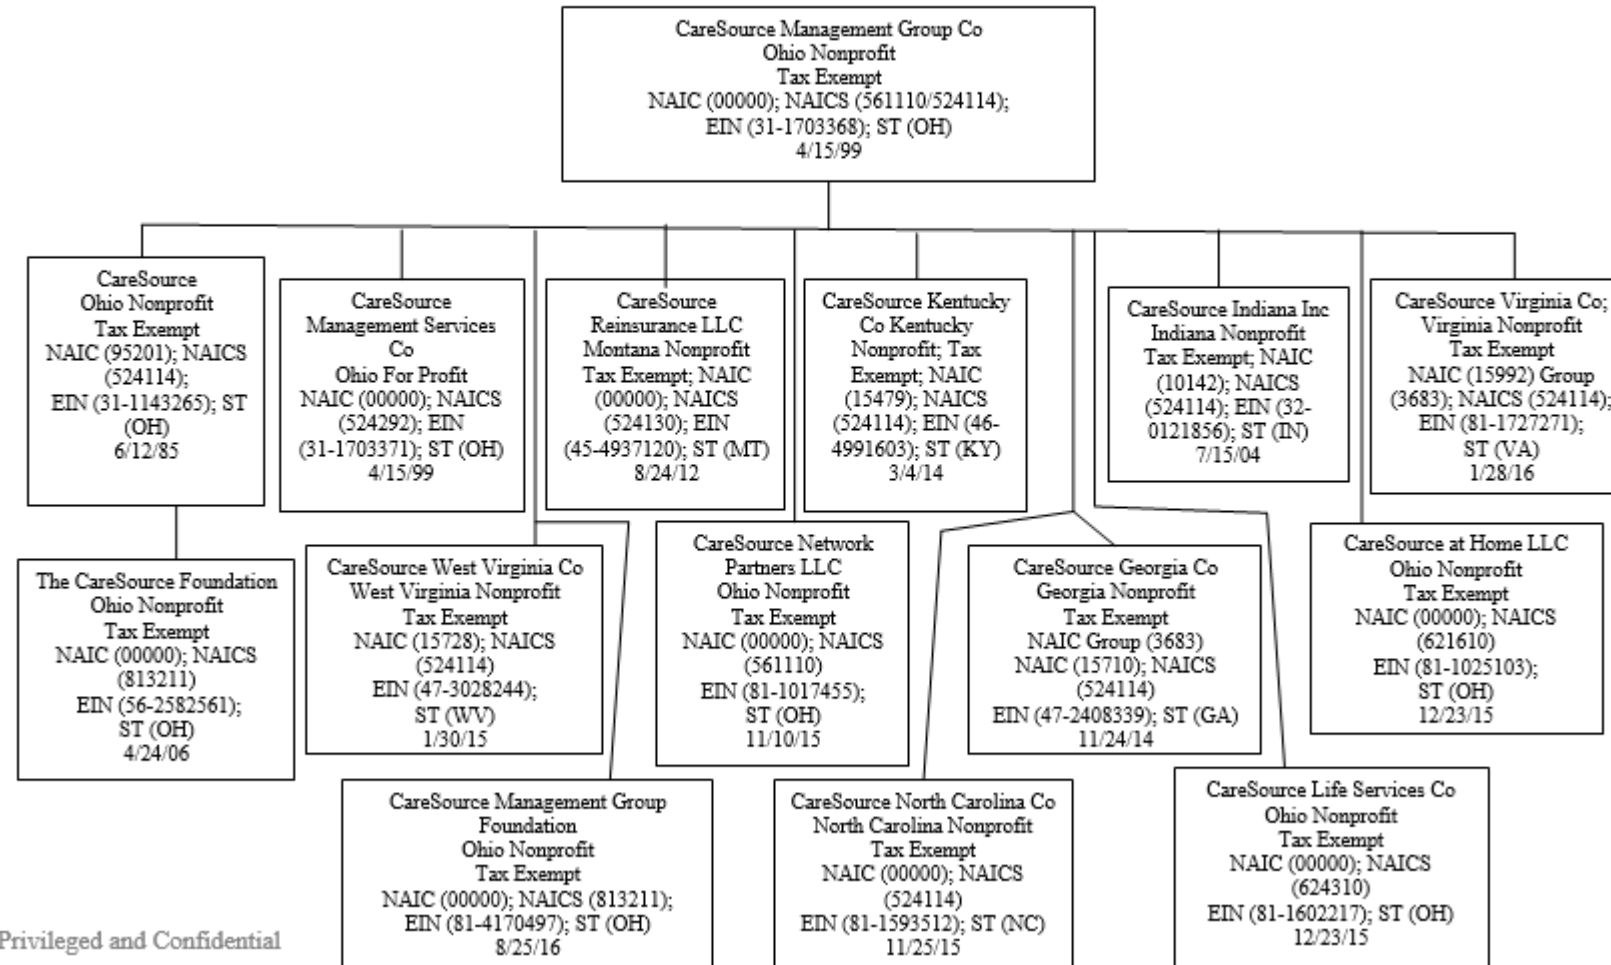 CareSource Management Group Co
Ohio Nonprofit
Tax Exempt
NAIC (00000); NAICS (561110/524114);
EIN (31-1703368); ST (OH)
4/15/99
CareSource
Ohio Nonprofit
Tax Exempt
NAIC (95201); NAICS
(524114);
EIN (31-1143265); ST
(OH)
6/12/85
CareSource
Management Services
Co
Ohio For Profit
NAIC (00000); NAICS
(524292); EIN
(31-1703371); ST (OH)
4/15/99
CareSource
Reinsurance LLC
Montana Nonprofit
Tax Exempt; NAIC
(00000); NAICS
(524130); EIN
(45-4937120); ST (MT)
8/24/12
CareSource Kentucky
Co Kentucky
Nonprofit; Tax
Exempt; NAIC
(15479); NAICS
(524114); EIN (46-
4991603); ST (KY)
3/4/14
CareSource Indiana Inc
Indiana Nonprofit
Tax Exempt; NAIC
(10142); NAICS
(524114); EIN (32-
0121856); ST (IN)
7/15/04
CareSource Virginia Co;
Virginia Nonprofit
Tax Exempt
NAIC (15992) Group
(3683); NAICS (524114);
EIN (81-1727271);
ST (VA)
1/28/16
The CareSource Foundation
Ohio Nonprofit
Tax Exempt
NAIC (00000); NAICS
(813211)
EIN (56-2582561);
ST (OH)
4/24/06
CareSource West Virginia Co
West Virginia Nonprofit
Tax Exempt
NAIC (15728); NAICS
(524114)
EIN (47-3028244);
ST (WV)
1/30/15
CareSource Network
Partners LLC
Ohio Nonprofit
Tax Exempt
NAIC (00000); NAICS
(561110)
EIN (81-1017455);
ST (OH)
11/10/15
CareSource Georgia Co
Georgia Nonprofit
Tax Exempt
NAIC Group (3683)
NAIC (15710); NAICS
(524114)
EIN (47-2408339); ST (GA)
11/24/14
CareSource at Home LLC
Ohio Nonprofit
Tax Exempt
NAIC (00000); NAICS
(621610)
EIN (81-1025103);
ST (OH)
12/23/15
CareSource Management Group
Foundation
Ohio Nonprofit
Tax Exempt
NAIC (00000); NAICS (813211);
EIN (81-4170497); ST (OH)
8/25/16
CareSource North Carolina Co
North Carolina Nonprofit
Tax Exempt
NAIC (00000); NAICS
(524114)
EIN (81-1593512); ST (NC)
11/25/15
CareSource Life Services Co
Ohio Nonprofit
Tax Exempt
NAIC (00000); NAICS
(624310)
EIN (81-1602217); ST (OH)
12/23/15
Privileged and Confidential